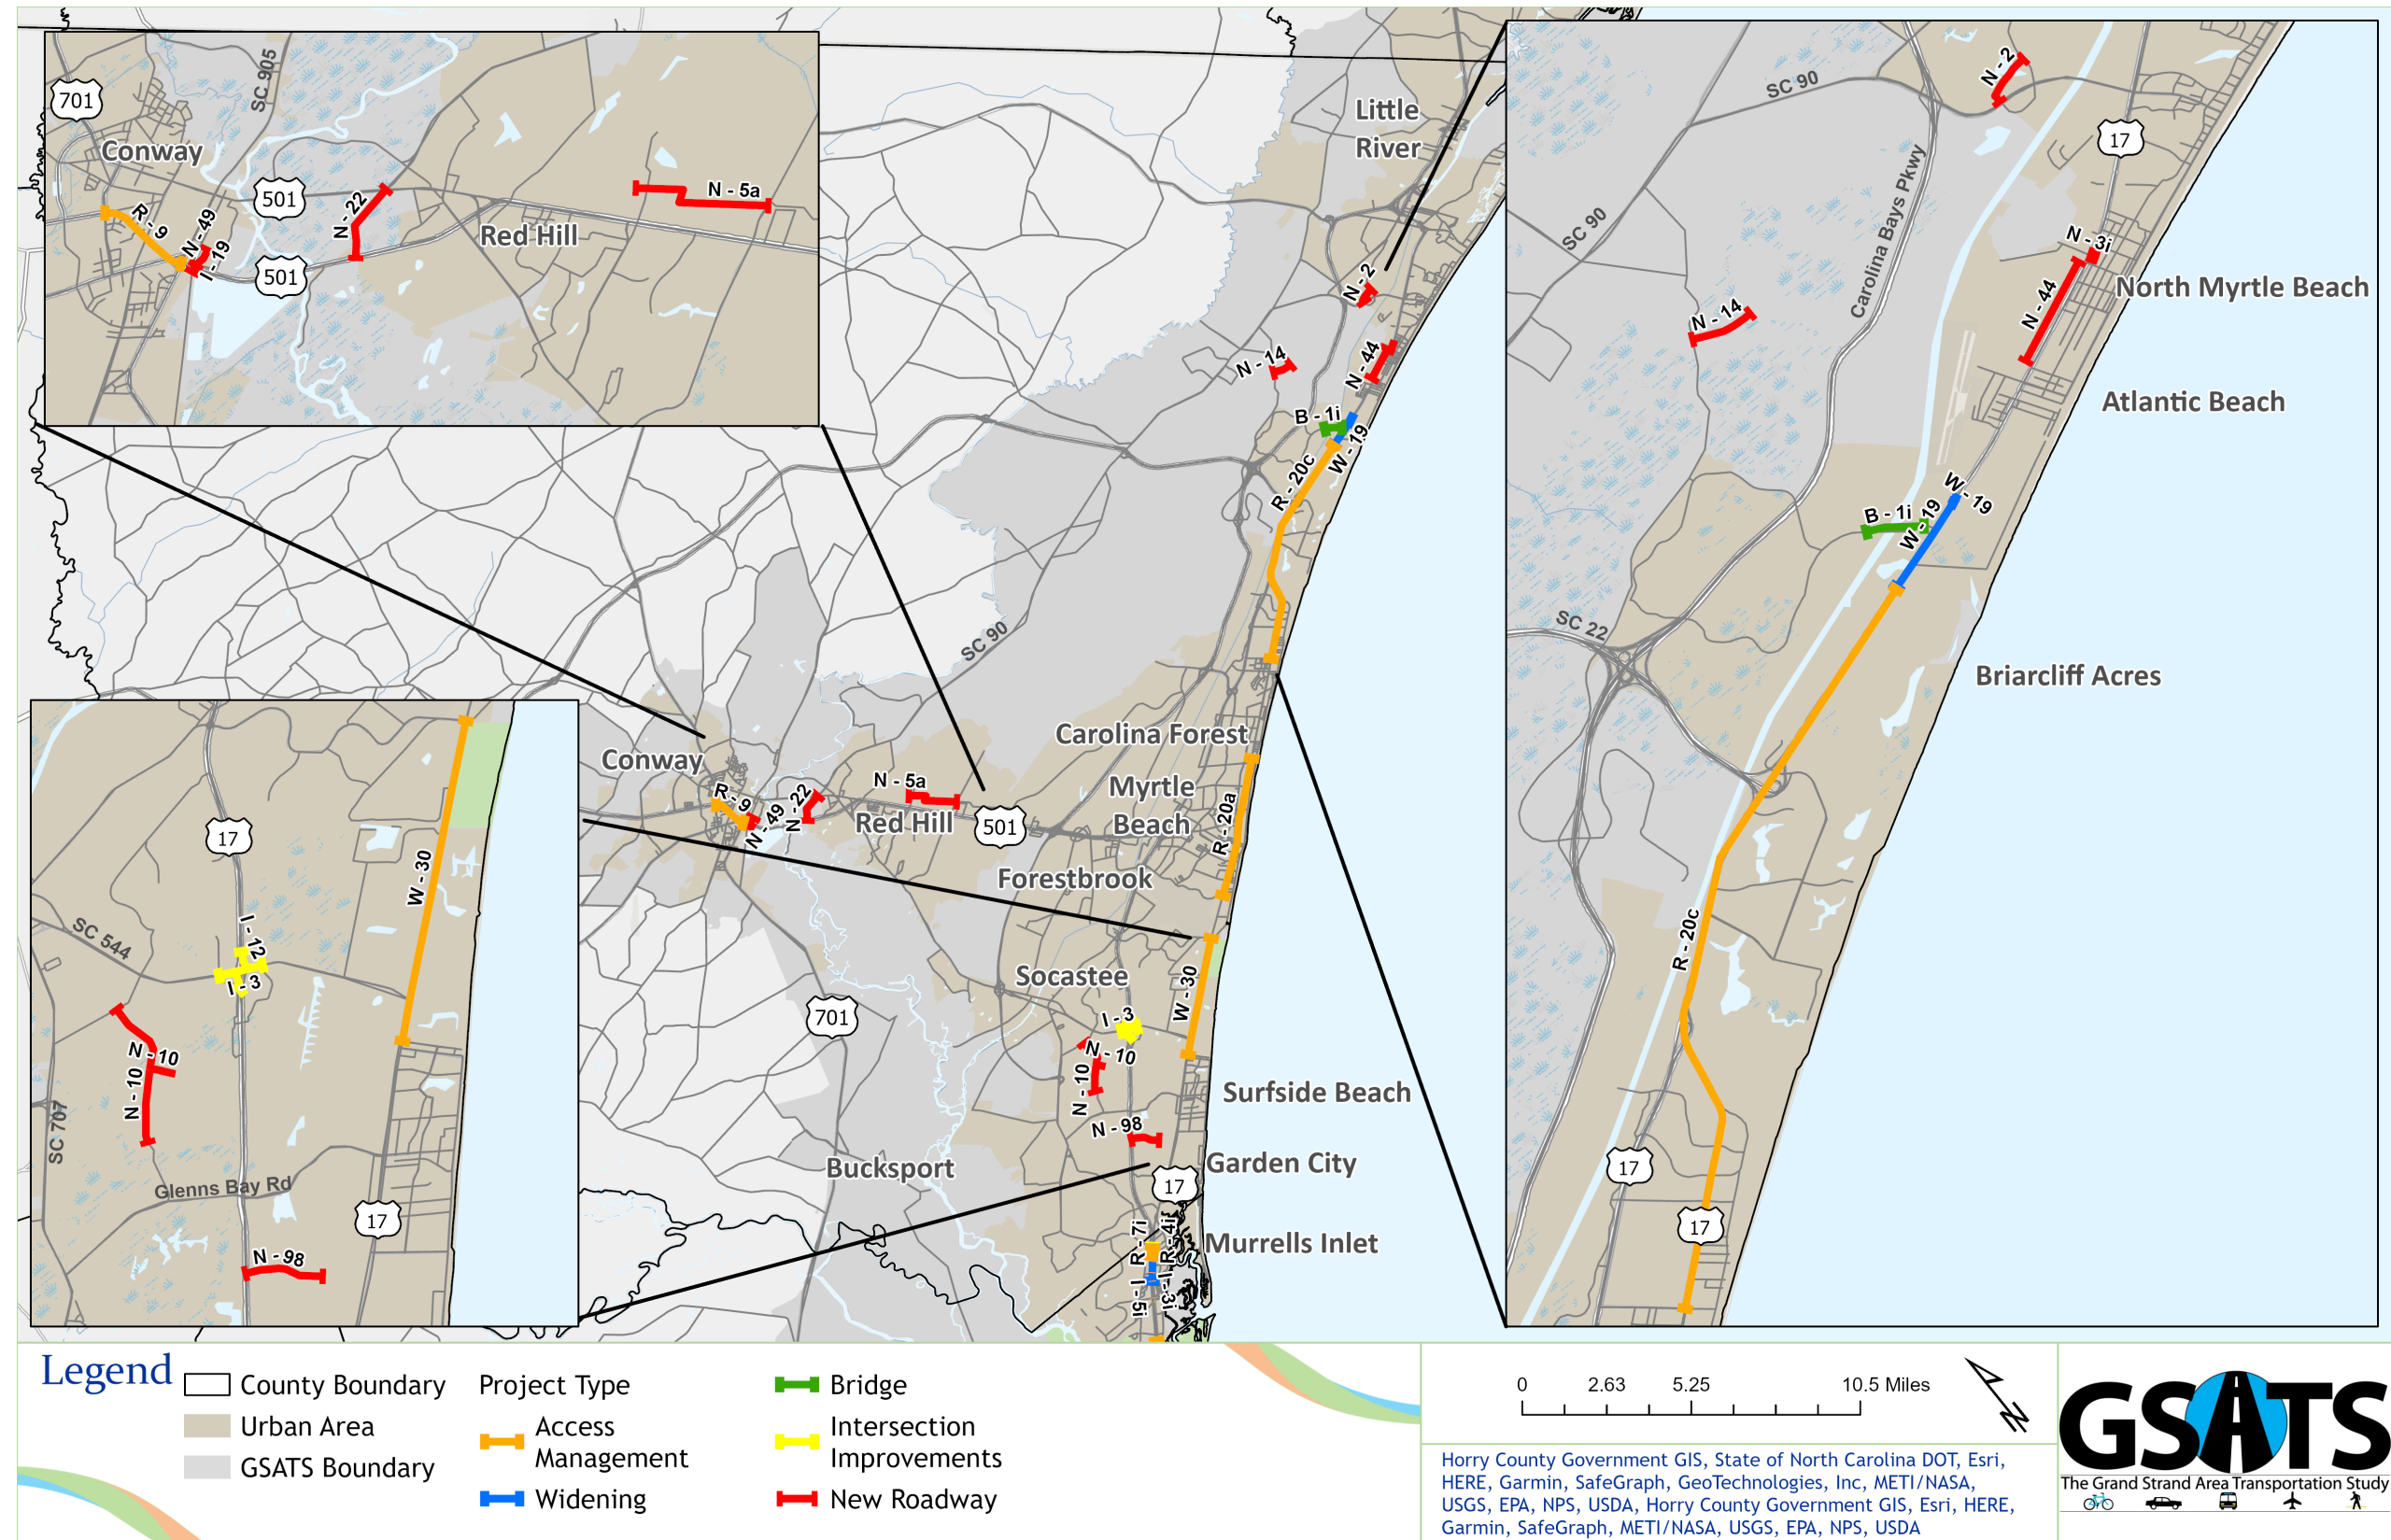 701
SC 905
Conway
501
R - 9
N - 49
I - 19
501
N - 22
Red Hill
N - 5a
Little
River
N - 2
N - 14
N - 44
B - 1i
W - 19
R - 20c
SC 90
Carolina Forest
Conway
Myrtle
Beach
R - 9
N - 49
N - 22
N - 5a
Red Hill
501
R - 20a
Forestbrook
Socastee
W - 30
701
I - 3
N - 10
N - 10
Surfside Beach
N - 98
Bucksport
Garden City
17
Murrells Inlet
R - 7i
R - 4i
I - 5i
I - 3i
17
W - 30
SC 544
I - 12
I - 3
N - 10
N - 10
SC 707
Glenns Bay Rd
17
N - 98
N - 2
SC 90
17
SC 90
Carolina Bays Pkwy
N - 3i
North Myrtle Beach
N - 44
N - 14
Atlantic Beach
W - 19
B - 1i
W - 19
SC 22
Briarcliff Acres
R - 20c
17
17
Legend
County Boundary
Urban Area
GSATS Boundary
Project Type
Access
Management
Widening
Bridge
Intersection
Improvements
New Roadway
0 2.63 5.25 10.5 Miles
N
Horry County Government GIS, State of North Carolina DOT, Esri,
HERE, Garmin, SafeGraph, GeoTechnologies, Inc, METI/NASA,
USGS, EPA, NPS, USDA, Horry County Government GIS, Esri, HERE,
Garmin, SafeGraph, METI/NASA, USGS, EPA, NPS, USDA
GSATS
The Grand Strand Area Transportation Study